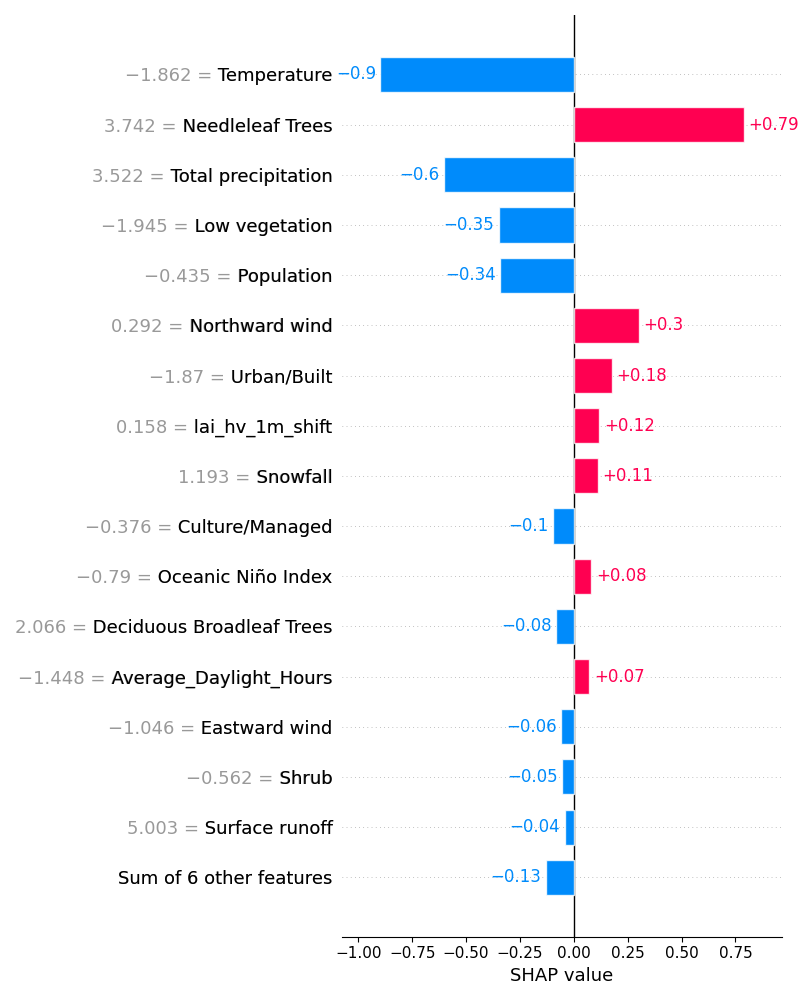 −1.862 = Temperature −0.9
3.742 = Needleleaf Trees +0.79
3.522 = Total precipitation −0.6
−1.945 = Low vegetation −0.35
−0.435 = Population −0.34
0.292 = Northward wind +0.3
−1.87 = Urban/Built +0.18
0.158 = lai_hv_1m_shift +0.12
1.193 = Snowfall +0.11
−0.376 = Culture/Managed −0.1
−0.79 = Oceanic Niño Index +0.08
2.066 = Deciduous Broadleaf Trees −0.08
−1.448 = Average_Daylight_Hours +0.07
−1.046 = Eastward wind −0.06
−0.562 = Shrub −0.05
5.003 = Surface runoff −0.04
Sum of 6 other features −0.13
−1.00 −0.75 −0.50 −0.25 0.00 0.25 0.50 0.75
SHAP value